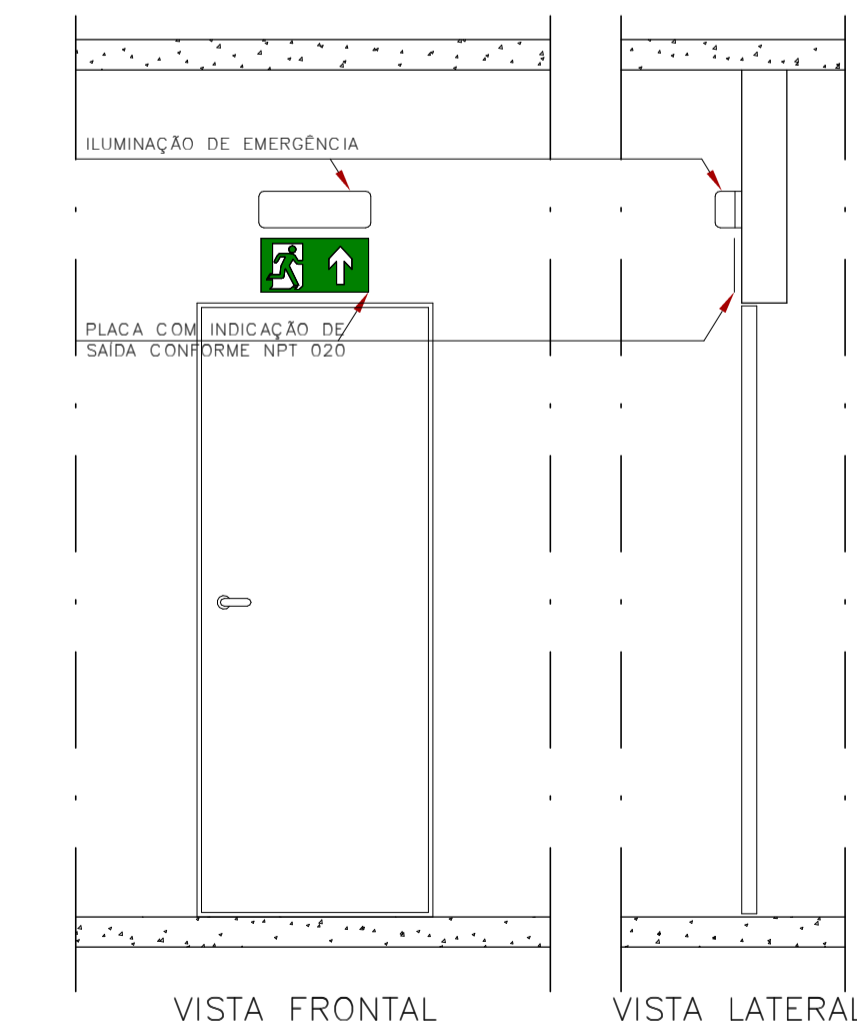 ILUMINAÇÃO DE EMERGÊNCIA
PLACA COM INDICAÇÃO DE
SAÍDA CONFORME NPT 020
VISTA FRONTAL
VISTA LATERAL